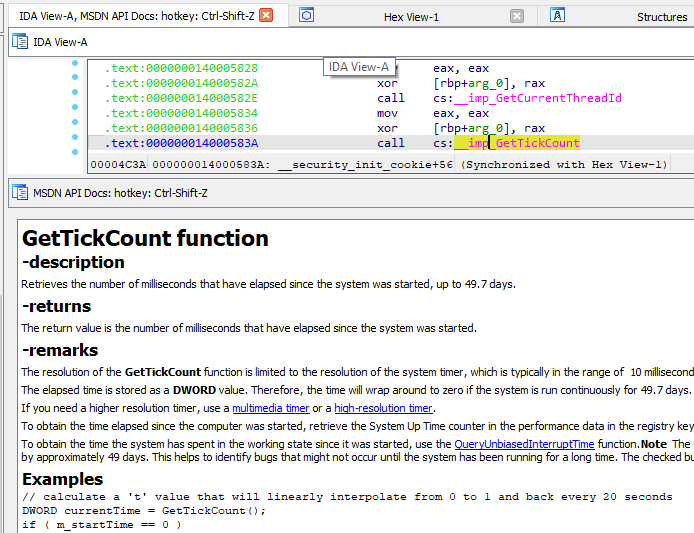 IDA View-A, MSDN API Docs: hotkey: Ctrl-Shift-Z Hex View-1 Structures
IDA View-A
IDA View-A
.text:0000000140005828 eax, eax
.text:000000014000582A xor [rbp+arg_0], rax
.text:000000014000582E call cs:__imp_GetCurrentThreadId
.text:0000000140005834 mov eax, eax
.text:0000000140005836 xor [rbp+arg_0], rax
.text:000000014000583A call cs:__imp_GetTickCount
00004C3A 000000014000583A: __security_init_cookie+56 (Synchronized with Hex View-1)
MSDN API Docs: hotkey: Ctrl-Shift-Z
GetTickCount function
-description
Retrieves the number of milliseconds that have elapsed since the system was started, up to 49.7 days.
-returns
The return value is the number of milliseconds that have elapsed since the system was started.
-remarks
The resolution of the GetTickCount function is limited to the resolution of the system timer, which is typically in the range of 10 millisecond
The elapsed time is stored as a DWORD value. Therefore, the time will wrap around to zero if the system is run continuously for 49.7 days.
If you need a higher resolution timer, use a multimedia timer or a high-resolution timer.
To obtain the time elapsed since the computer was started, retrieve the System Up Time counter in the performance data in the registry key
To obtain the time the system has spent in the working state since it was started, use the QueryUnbiasedInterruptTime function.Note The
by approximately 49 days. This helps to identify bugs that might not occur until the system has been running for a long time. The checked bu
Examples
// calculate a 't' value that will linearly interpolate from 0 to 1 and back every 20 seconds
DWORD currentTime = GetTickCount();
if ( m_startTime == 0 )